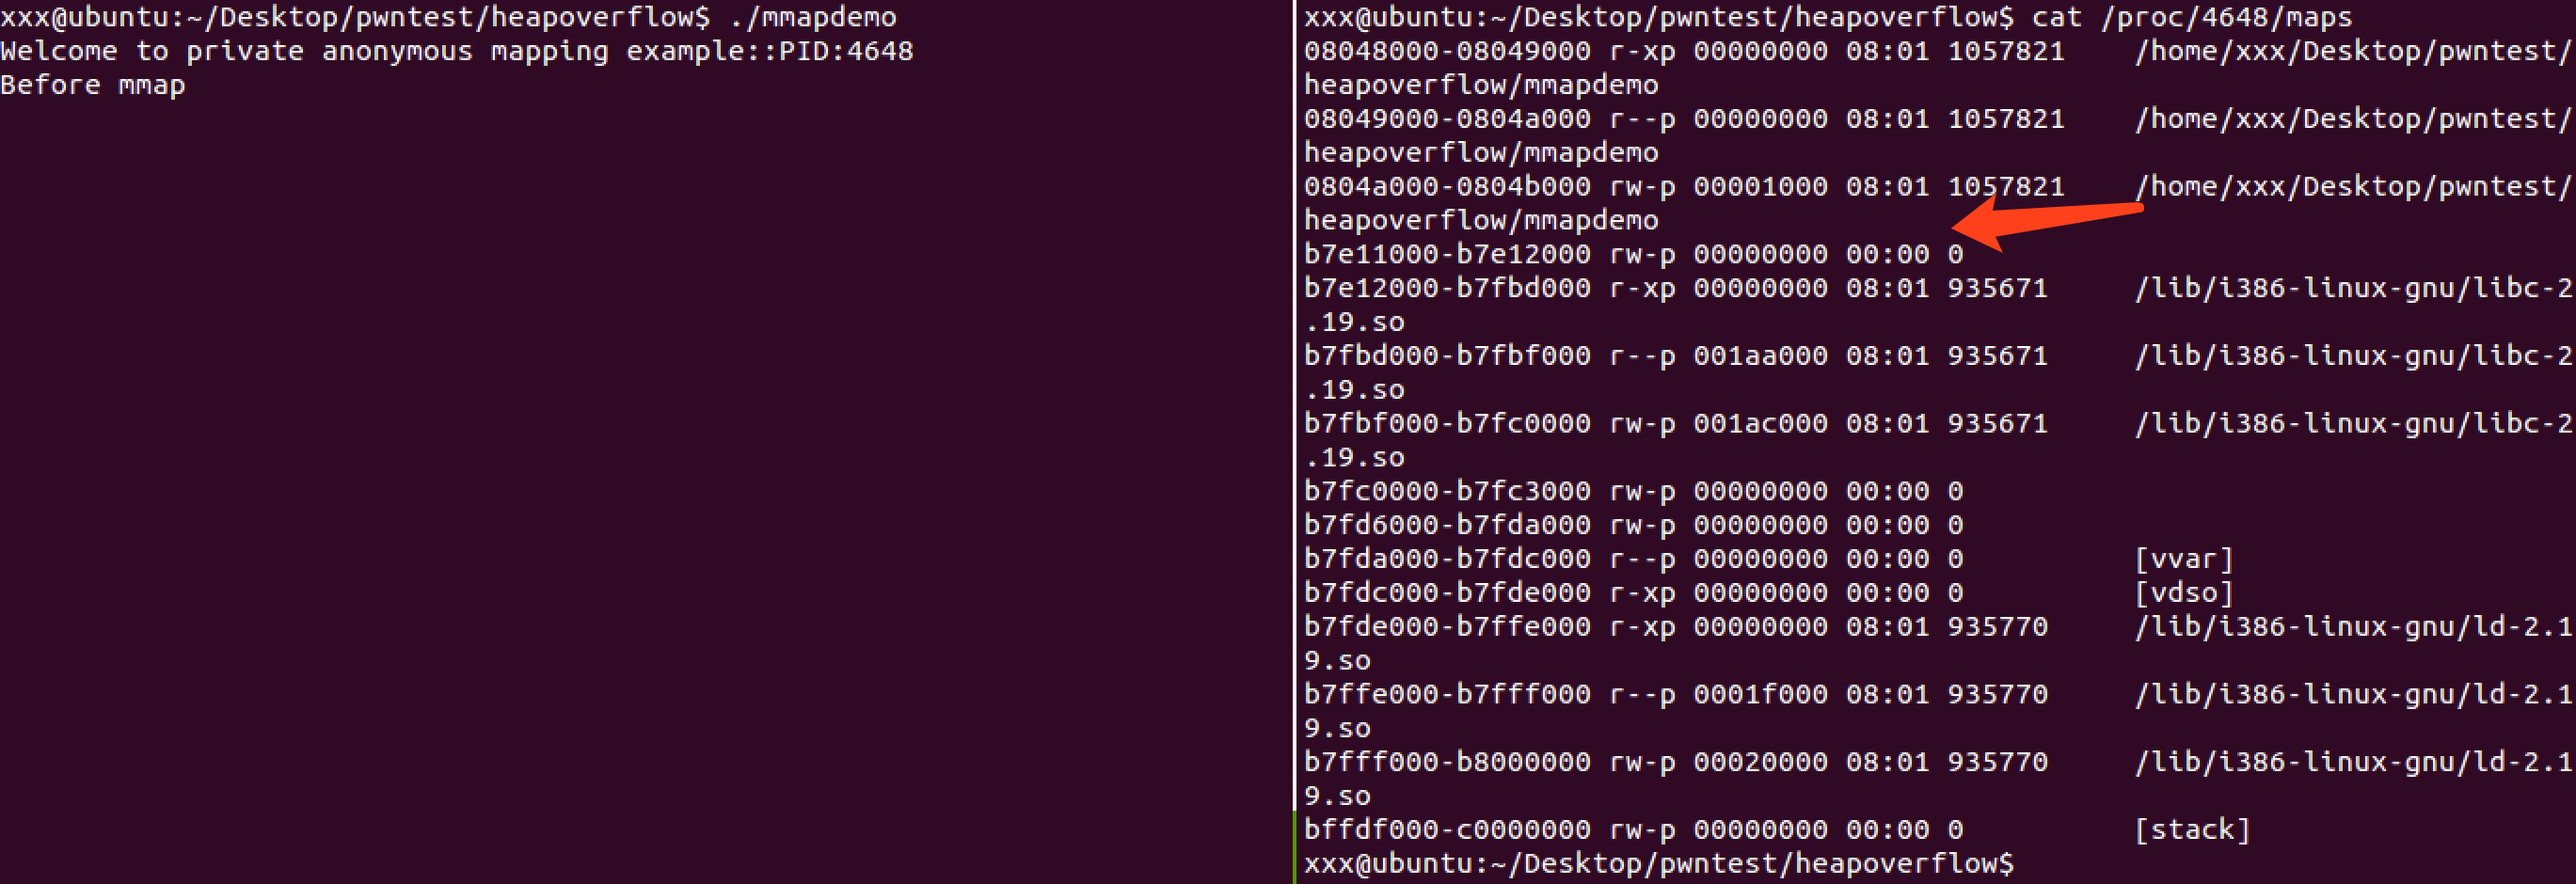 xxx@ubuntu:~/Desktop/pwntest/heapoverflow$ ./mmapdemo
Welcome to private anonymous mapping example::PID:4648
Before mmap
xxx@ubuntu:~/Desktop/pwntest/heapoverflow$ cat /proc/4648/maps
08048000-08049000 r-xp 00000000 08:01 1057821    /home/xxx/Desktop/pwntest/
heapoverflow/mmapdemo
08049000-0804a000 r--p 00000000 08:01 1057821    /home/xxx/Desktop/pwntest/
heapoverflow/mmapdemo
0804a000-0804b000 rw-p 00001000 08:01 1057821    /home/xxx/Desktop/pwntest/
heapoverflow/mmapdemo
b7e11000-b7e12000 rw-p 00000000 00:00 0
b7e12000-b7fbd000 r-xp 00000000 08:01 935671     /lib/i386-linux-gnu/libc-2
.19.so
b7fbd000-b7fbf000 r--p 001aa000 08:01 935671     /lib/i386-linux-gnu/libc-2
.19.so
b7fbf000-b7fc0000 rw-p 001ac000 08:01 935671     /lib/i386-linux-gnu/libc-2
.19.so
b7fc0000-b7fc3000 rw-p 00000000 00:00 0
b7fd6000-b7fda000 rw-p 00000000 00:00 0
b7fda000-b7fdc000 r--p 00000000 00:00 0          [vvar]
b7fdc000-b7fde000 r-xp 00000000 00:00 0          [vdso]
b7fde000-b7ffe000 r-xp 00000000 08:01 935770     /lib/i386-linux-gnu/ld-2.1
9.so
b7ffe000-b7fff000 r--p 0001f000 08:01 935770     /lib/i386-linux-gnu/ld-2.1
9.so
b7fff000-b8000000 rw-p 00020000 08:01 935770     /lib/i386-linux-gnu/ld-2.1
9.so
bffdf000-c0000000 rw-p 00000000 00:00 0          [stack]
xxx@ubuntu:~/Desktop/pwntest/heapoverflow$